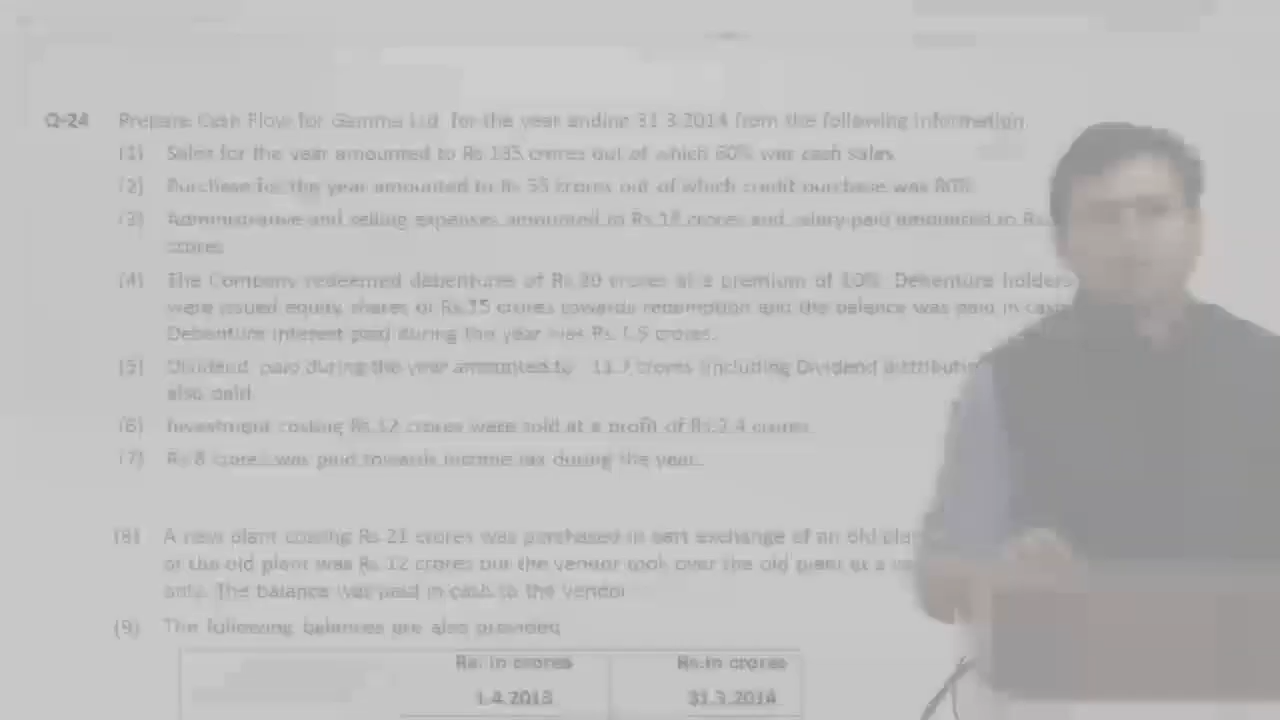 Q-24 Prepare Cash Flow for Gamma Ltd. for the year ending 31.3.2014 from the following information.
(1) Sales for the year amounted to Rs.135 crores out of which 60% was cash sales.
(2) Purchase for the year amounted to Rs.55 crores out of which credit purchase was 80%.
(3) Administrative and selling expenses amounted to Rs.18 crores and salary paid amounted to Rs.
crores.
(4) The Company redeemed debentures of Rs.20 crores at a premium of 10%. Debenture holders
were issued equity shares of Rs.15 crores towards redemption and the balance was paid in cash
Debenture interest paid during the year was Rs.1.5 crores.
(5) Dividend paid during the year amounted to 11.7 crores (including Dividend
also paid.
(6) Investment costing Rs.12 crores were sold at a profit of Rs.2.4 crores.
(7) Rs.8 crores was paid towards income tax during the year.
(8) A new plant costing Rs.21 crores was purchased in part exchange of an old
of the old plant was Rs.12 crores but the vendor took over the old plant at a
only. The balance was paid in cash to the vendor
(9) The following balances are also provided
Rs. in crores Rs.in crores
1.4.2013 31.3.2014